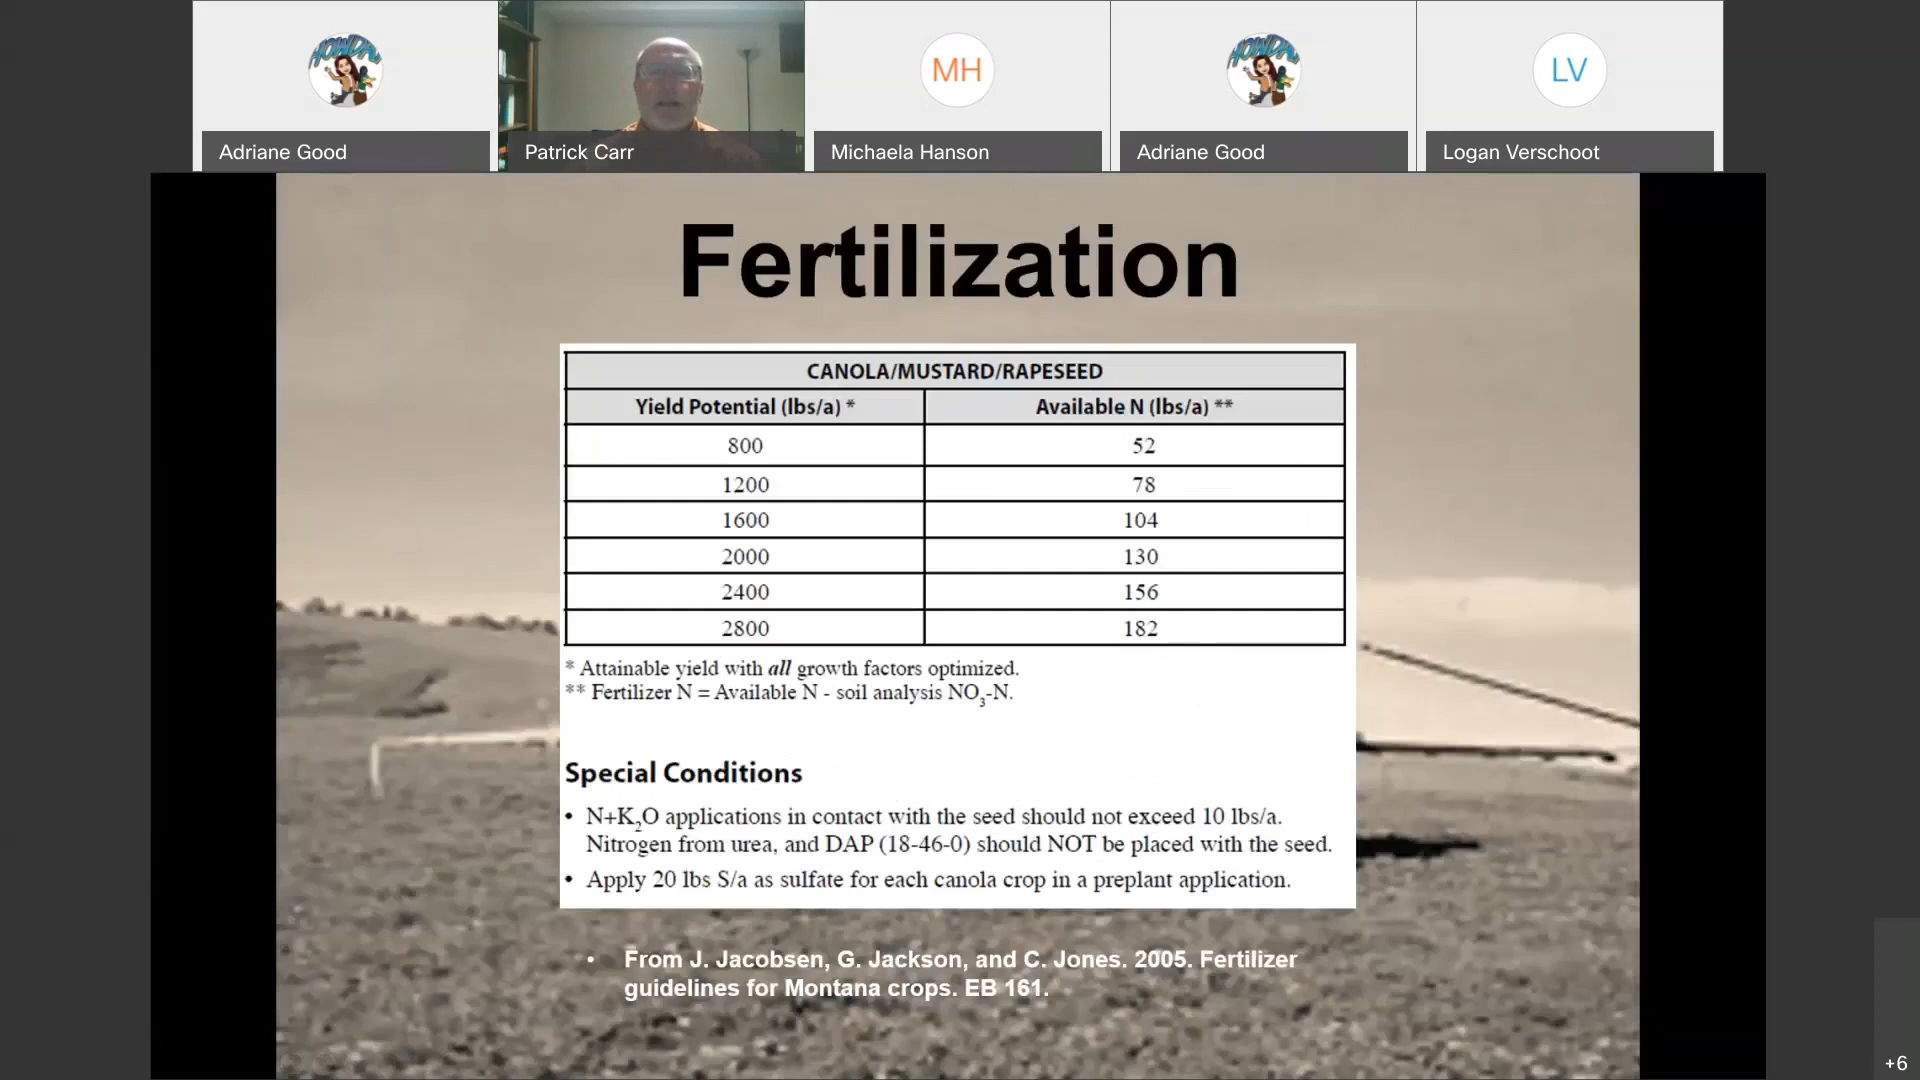 HOWDY
MH
HOWDY
LV
Adriane Good
Patrick Carr
Michaela Hanson
Adriane Good
Logan Verschoot
Fertilization
CANOLA/MUSTARD/RAPESEED
Yield Potential (lbs/a) * Available N (lbs/a) **
800 52
1200 78
1600 104
2000 130
2400 156
2800 182
* Attainable yield with all growth factors optimized.
** Fertilizer N = Available N - soil analysis NO₃-N.
Special Conditions
• N+K₂O applications in contact with the seed should not exceed 10 lbs/a.
Nitrogen from urea, and DAP (18-46-0) should NOT be placed with the seed.
• Apply 20 lbs S/a as sulfate for each canola crop in a preplant application.
• From J. Jacobsen, G. Jackson, and C. Jones. 2005. Fertilizer
guidelines for Montana crops. EB 161.
+6